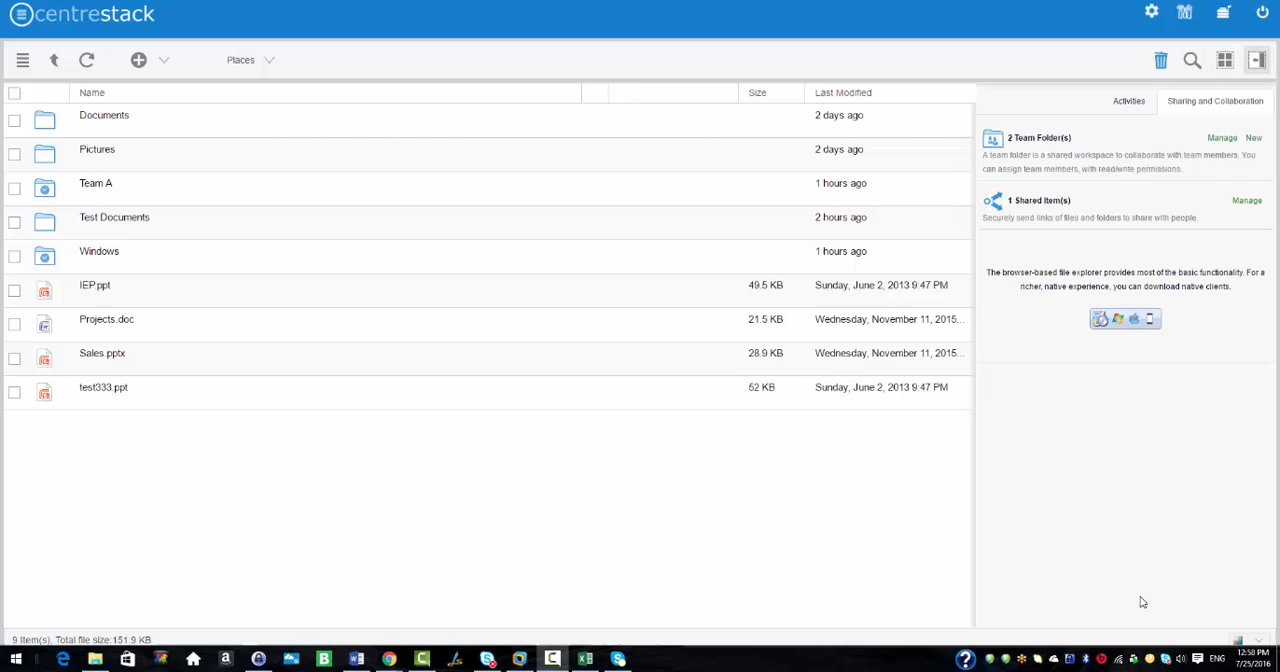 centrestack
Places
Name Size Last Modified
Documents 2 days ago
Pictures 2 days ago
Team A 1 hours ago
Test Documents 2 hours ago
Windows 1 hours ago
IEP.ppt 49.5 KB Sunday, June 2, 2013 9:47 PM
Projects.doc 21.5 KB Wednesday, November 11, 2015...
Sales.pptx 28.9 KB Wednesday, November 11, 2015...
test333.ppt 52 KB Sunday, June 2, 2013 9:47 PM
Activities Sharing and Collaboration
2 Team Folder(s) Manage New
A team folder is a shared workspace to collaborate with team members. You
can assign team members, with read/write permissions.
1 Shared Item(s) Manage
Securely send links of files and folders to share with people.
The browser-based file explorer provides most of the basic functionality. For a
richer, native experience, you can download native clients.
9 Item(s). Total file size:151.9 KB
ENG
12:58 PM
7/25/2016